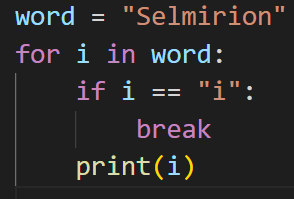 word = "Selmirion"
for i in word:
    if i == "i":
        break
    print(i)